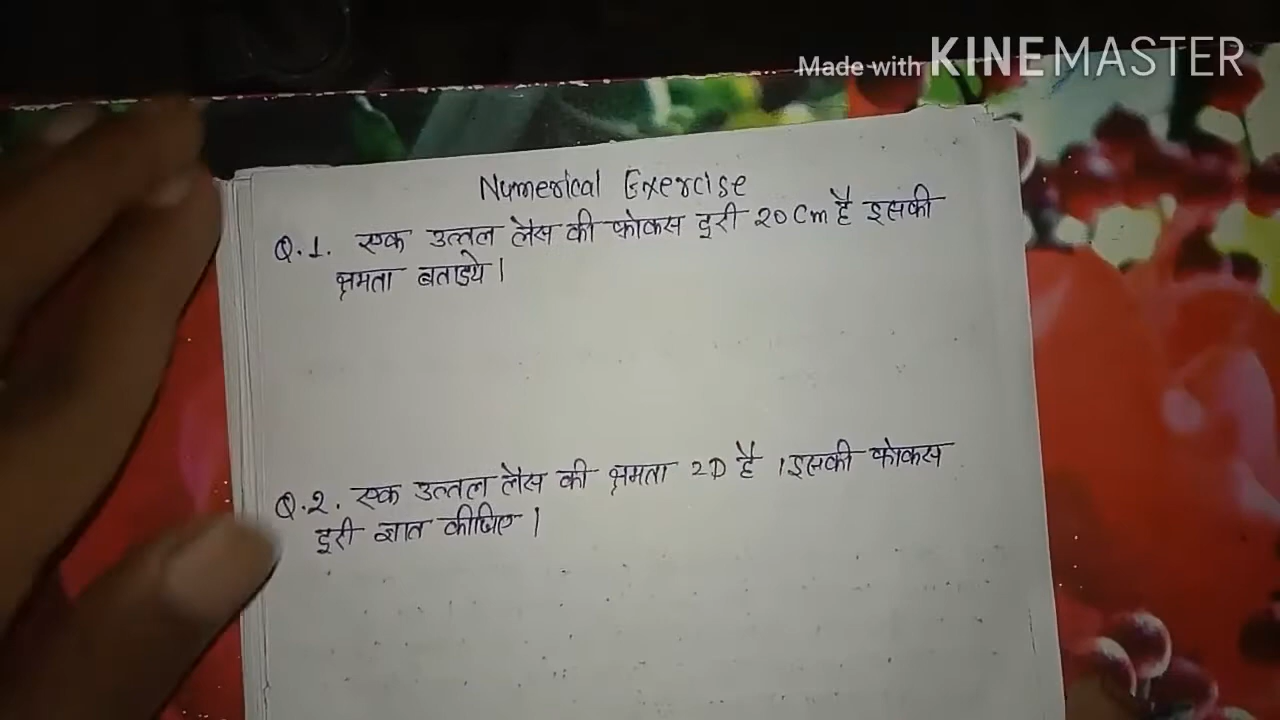 Made with KINEMASTER
Numerical Exercise
Q.1. एक उत्तल लैंस की फोकस दूरी 20 Cm है इसकी
क्षमता बताइये।
Q.2. एक उत्तल लैंस की क्षमता 2D है। इसकी फोकस
दूरी ज्ञात कीजिए।